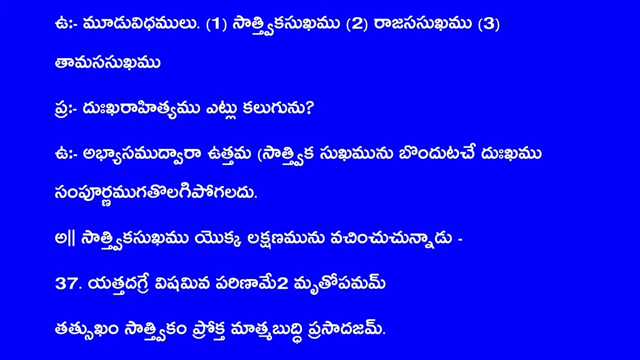 ఉ:- మూడువిధములు. (1) సాత్త్వికసుఖము (2) రాజససుఖము (3)
తామససుఖము
ప్ర:- దుఃఖరాహిత్యము ఎట్లు కలుగును?
ఉ:- అభ్యాసముద్వారా ఉత్తమ (సాత్త్విక సుఖమును బొందుటచే దుఃఖము
సంపూర్ణముగతొలగిపోగలదు.
అ|| సాత్త్వికసుఖము యొక్క లక్షణమును వచించుచున్నాడు -
37. యత్తదగ్రే విషమివ పరిణామే2 మృతోపమమ్
తత్సుఖం సాత్త్వికం ప్రోక్త మాత్మబుద్ధి ప్రసాదజమ్.